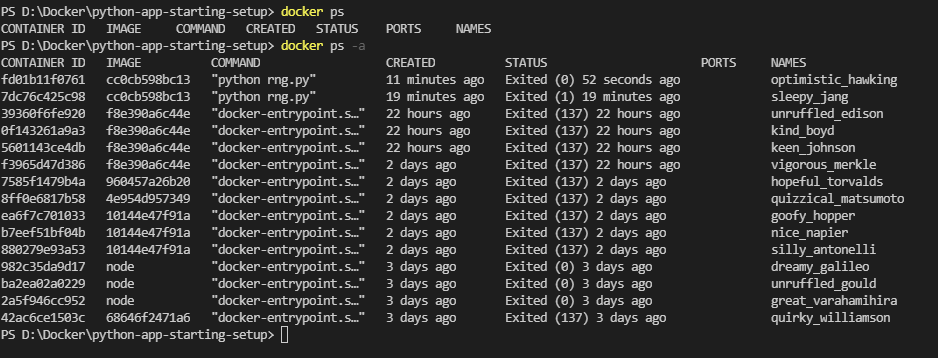 PS D:\Docker\python-app-starting-setup> docker ps
CONTAINER ID   IMAGE     COMMAND   CREATED   STATUS    PORTS     NAMES
PS D:\Docker\python-app-starting-setup> docker ps -a
CONTAINER ID   IMAGE          COMMAND                  CREATED          STATUS                      PORTS     NAMES
fd01b11f0761   cc0cb598bc13   "python rng.py"          11 minutes ago   Exited (0) 52 seconds ago             optimistic_hawking
7dc76c425c98   cc0cb598bc13   "python rng.py"          19 minutes ago   Exited (1) 19 minutes ago             sleepy_jang
39360f6fe920   f8e390a6c44e   "docker-entrypoint.s…"   22 hours ago     Exited (137) 22 hours ago             unruffled_edison
0f143261a9a3   f8e390a6c44e   "docker-entrypoint.s…"   22 hours ago     Exited (137) 22 hours ago             kind_boyd
5601143ce4db   f8e390a6c44e   "docker-entrypoint.s…"   22 hours ago     Exited (137) 22 hours ago             keen_johnson
f3965d47d386   f8e390a6c44e   "docker-entrypoint.s…"   2 days ago       Exited (137) 22 hours ago             vigorous_merkle
7585f1479b4a   960457a26b20   "docker-entrypoint.s…"   2 days ago       Exited (137) 2 days ago               hopeful_torvalds
8ff0e6817b58   4e954d957349   "docker-entrypoint.s…"   2 days ago       Exited (137) 2 days ago               quizzical_matsumoto
ea6f7c701033   10144e47f91a   "docker-entrypoint.s…"   2 days ago       Exited (137) 2 days ago               goofy_hopper
b7eef51bf04b   10144e47f91a   "docker-entrypoint.s…"   2 days ago       Exited (137) 2 days ago               nice_napier
880279e93a53   10144e47f91a   "docker-entrypoint.s…"   2 days ago       Exited (137) 2 days ago               silly_antonelli
982c35da9d17   node           "docker-entrypoint.s…"   3 days ago       Exited (0) 3 days ago                 dreamy_galileo
ba2ea02a0229   node           "docker-entrypoint.s…"   3 days ago       Exited (0) 3 days ago                 unruffled_gould
2a5f946cc952   node           "docker-entrypoint.s…"   3 days ago       Exited (0) 3 days ago                 great_varahamihira
42ac6ce1503c   68646f2471a6   "docker-entrypoint.s…"   3 days ago       Exited (137) 3 days ago               quirky_williamson
PS D:\Docker\python-app-starting-setup>